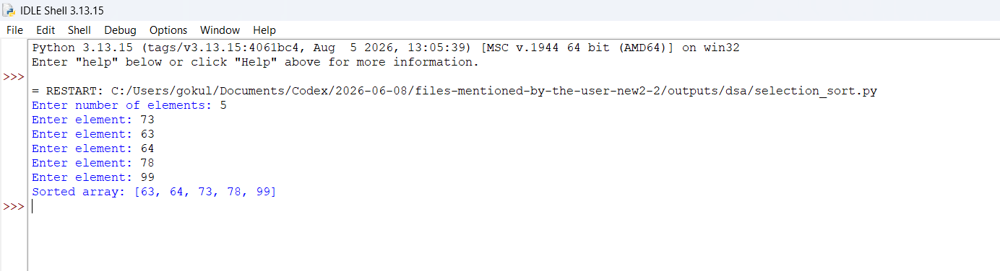 IDLE Shell 3.13.15
File Edit Shell Debug Options Window Help
Python 3.13.15 (tags/v3.13.15:4061bc4, Aug  5 2026, 13:05:39) [MSC v.1944 64 bit (AMD64)] on win32
Enter "help" below or click "Help" above for more information.
>>>
= RESTART: C:/Users/gokul/Documents/Codex/2026-06-08/files-mentioned-by-the-user-new2-2/outputs/dsa/selection_sort.py
Enter number of elements: 5
Enter element: 73
Enter element: 63
Enter element: 64
Enter element: 78
Enter element: 99
Sorted array: [63, 64, 73, 78, 99]
>>>